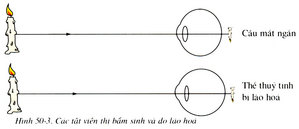 Cầu mắt ngắn
Thể thuỷ tinh
bị lão hoá
Hình 50-3. Các tật viễn thị bẩm sinh và do lão hoá